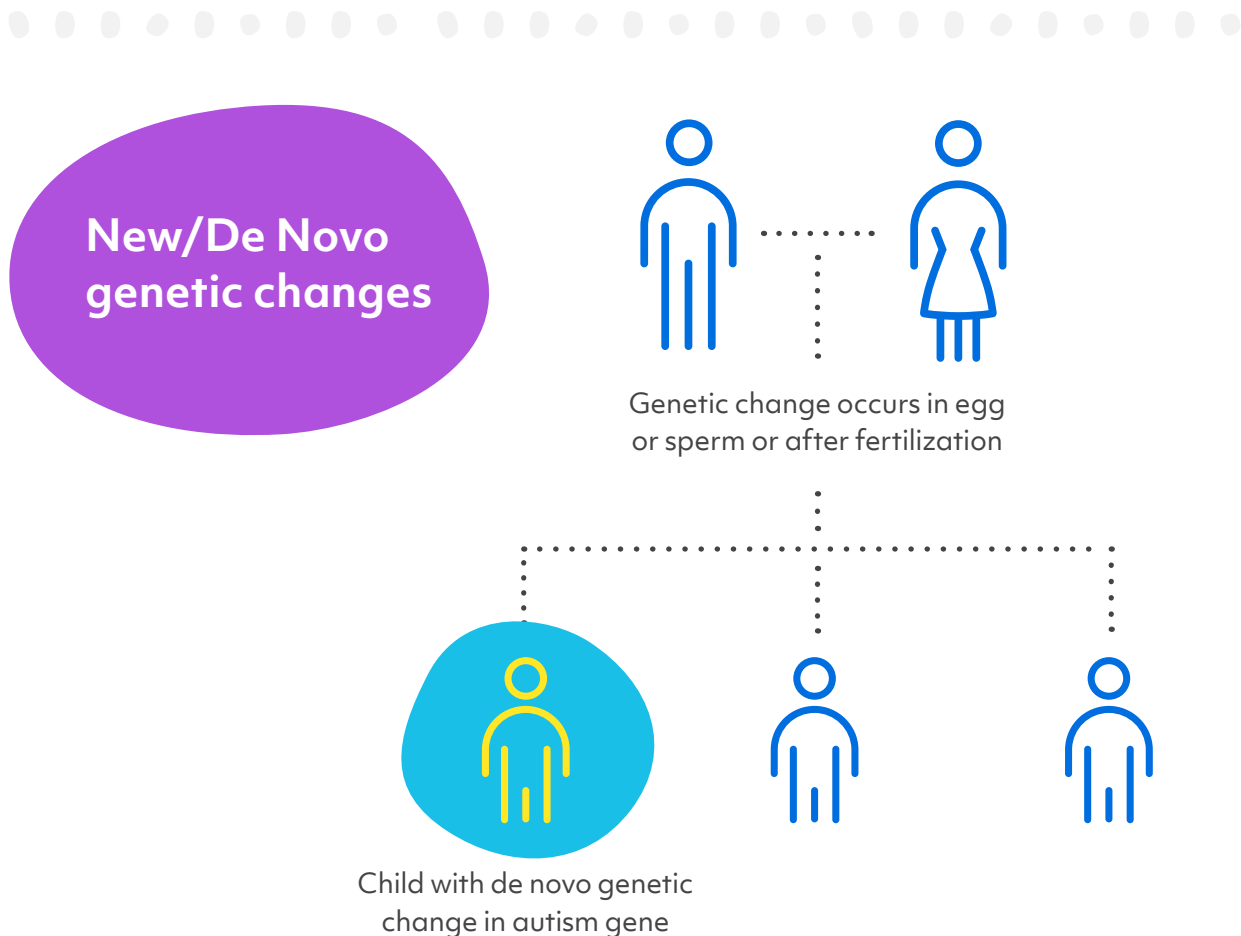 New/De Novo
genetic changes
Genetic change occurs in egg
or sperm or after fertilization
Child with de novo genetic
change in autism gene